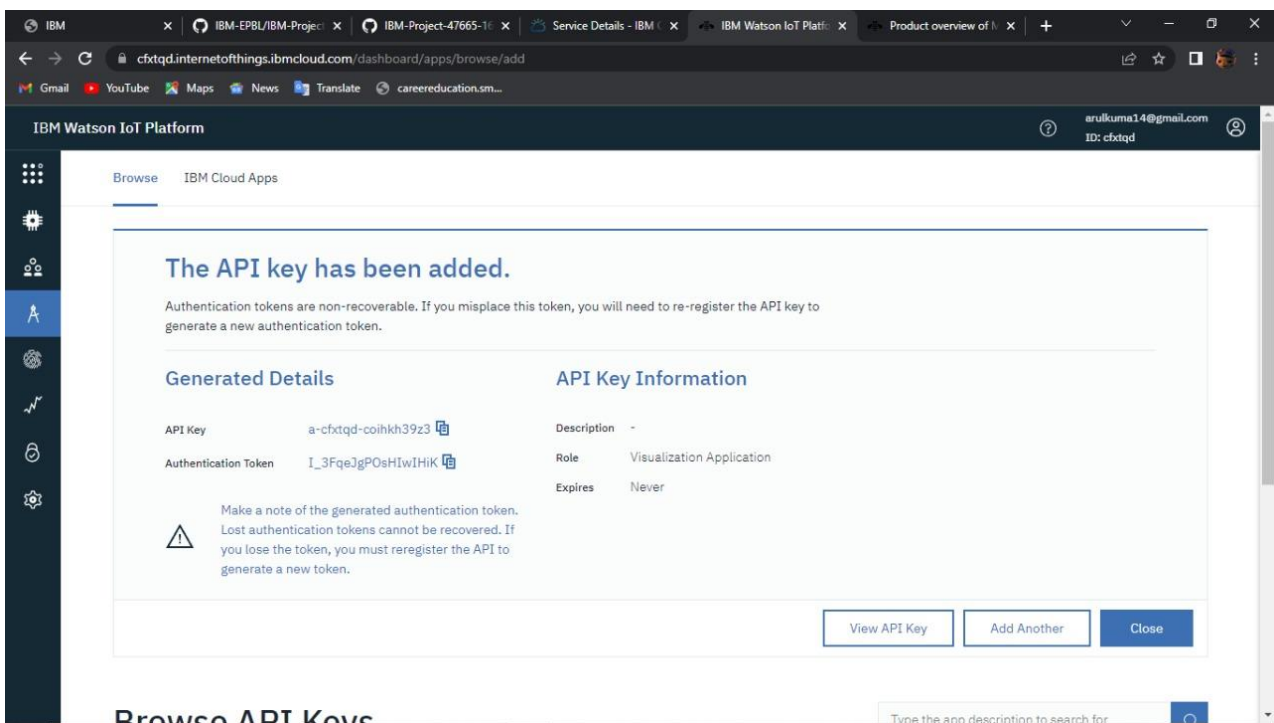 IBM
IBM-EPBL/IBM-Projec
IBM-Project-47665-16
Service Details - IBM C
IBM Watson IoT Platfo
Product overview of N
cfxtqd.internetofthings.ibmcloud.com/dashboard/apps/browse/add
Gmail YouTube Maps News Translate careereducation.sm...
IBM Watson IoT Platform
arulkuma14@gmail.com
ID: cfxtqd
Browse IBM Cloud Apps
The API key has been added.
Authentication tokens are non-recoverable. If you misplace this token, you will need to re-register the API key to
generate a new authentication token.
Generated Details
API Key a-cfxtqd-coihkh39z3
Authentication Token I_3FqeJgPOsHIwIHiK
Make a note of the generated authentication token.
Lost authentication tokens cannot be recovered. If
you lose the token, you must reregister the API to
generate a new token.
API Key Information
Description -
Role Visualization Application
Expires Never
View API Key Add Another Close
Browse API Keys
Type the app description to search for